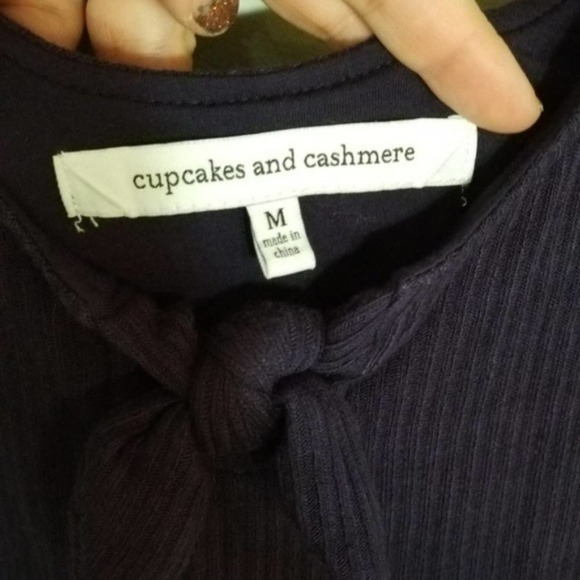 cupcakes and cashmere
M
made in
china